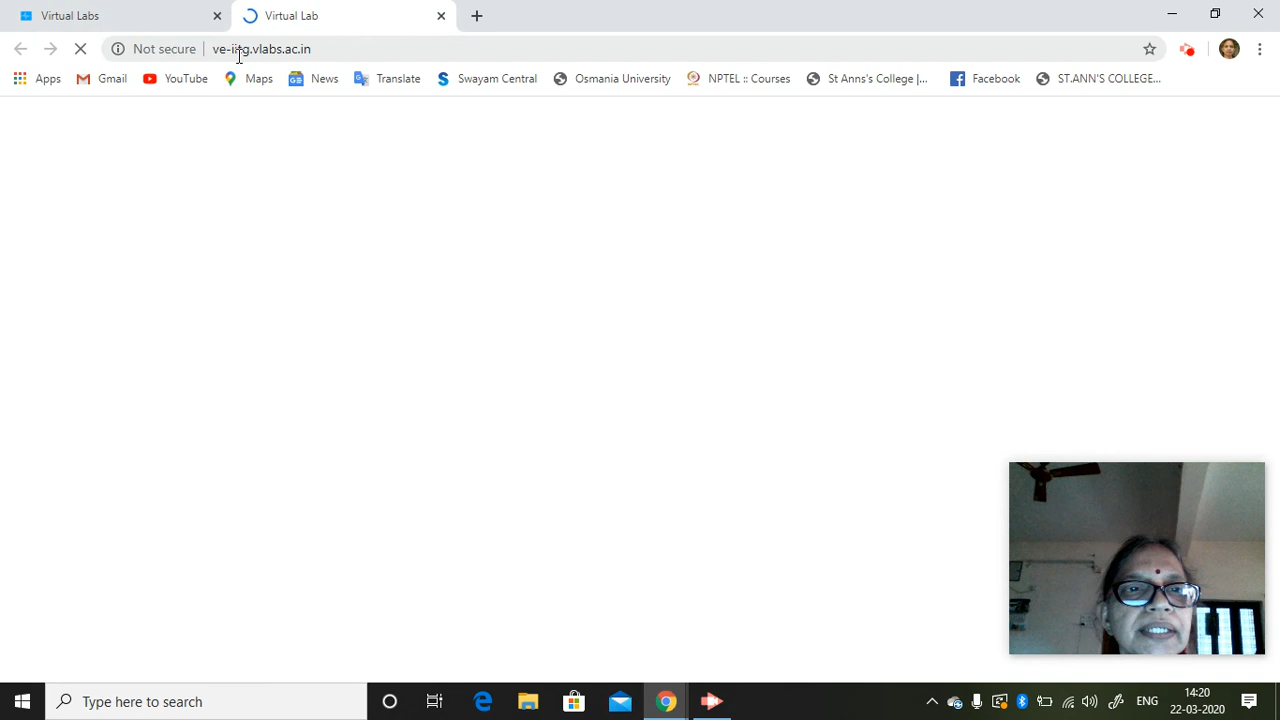 Virtual Labs
Virtual Lab
Not secure
ve-iitg.vlabs.ac.in
Apps
Gmail
YouTube
Maps
News
Translate
Swayam Central
Osmania University
NPTEL :: Courses
St Anns's College |...
Facebook
ST.ANN'S COLLEGE...
Type here to search
ENG
14:20
22-03-2020